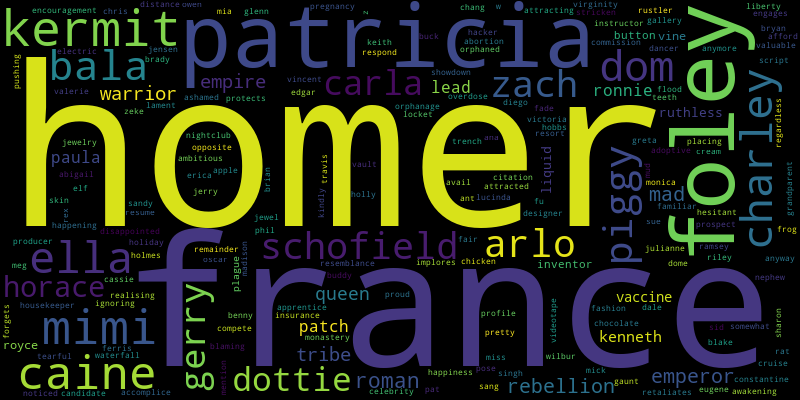 encouragement chris
distance owen
mia glenn
pregnancy z
chang w attracting virginity stricken rustler liberty
kermit
patricia
instructor gallery engages
bryan
button vine afford
valuable
jensen
electric
brady
bala
keith
respond
buck hacker
abortion
orphaned
commission dancer anymore script
pushing
empire
carla
lead
zach
dom
foley
charley
warrior
valerie
ashamed protects
vincent
edgar
showdown
overdose
diego
ronnie flood
teeth
zeke lament
orphanage
locket
fade
victoria
hobbs
resort
ruthless
homer
jewelry
nightclub
opposite
ambitious
trench ana
greta placing
cream
regardless
paula
abigail
erica apple
brian
travis
vault
citation
attracted
liquid
piggy
adoptive
elf
skin
rex
jerry
kindly
holly
avail
ant lucinda
fu
designer
monica
mad
mud
familiar
hesitant
grandparent
happening
sandy
resume
jewel
phil
sue prospect
frog
disappointed
producer
holiday
holmes
remainder
oscar
madison
schofield
fair
arlo
julianne ramsey
riley
anyway
meg
ella
cassie
plague
resemblance
buddy
implores chicken
inventor
dome
nephew
horace
realising
ignoring
gerry
france
queen proud
vaccine
housekeeper
forgets
mimi
benny
compete
apprentice
insurance
patch
monastery
profile
pretty
videotape
fashion dale
chocolate
kenneth
sid somewhat
blake
sharon
royce
ferris
waterfall
tearful
blaming
tribe
miss wilbur
rat
cruise
caine
mention
dottie
roman
happiness pose singh
mick
gaunt
rebellion
emperor
constantine
noticed candidate accomplice
celebrity pat
sang
retaliates eugene awakening